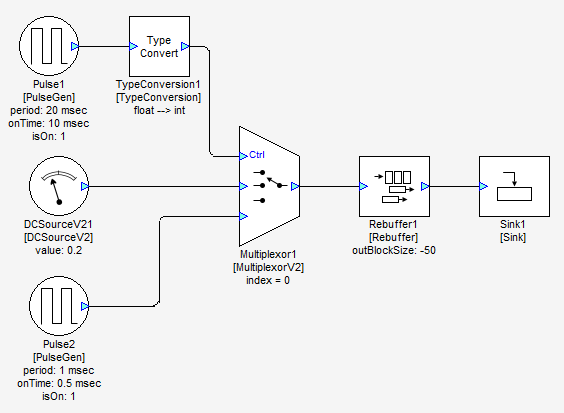 Type
Convert
Pulse1
[PulseGen]
period: 20 msec
onTime: 10 msec
isOn: 1
TypeConversion1
[TypeConversion]
float --> int
Ctrl
DCSourceV21
[DCSourceV2]
value: 0.2
Multiplexor1
[MultiplexorV2]
index = 0
Rebuffer1
[Rebuffer]
outBlockSize: -50
Sink1
[Sink]
Pulse2
[PulseGen]
period: 1 msec
onTime: 0.5 msec
isOn: 1